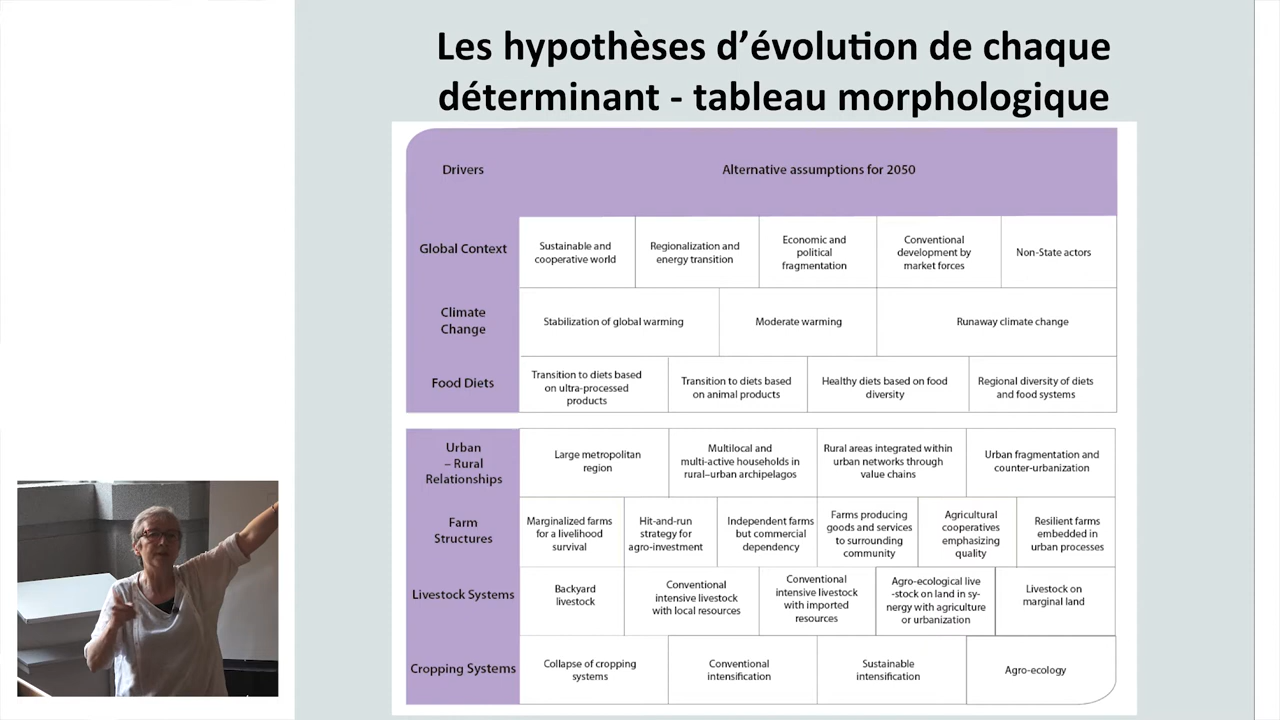 Les hypothèses d’évolution de chaque
déterminant - tableau morphologique
Drivers
Alternative assumptions for 2050
Global Context
Sustainable and
cooperative world
Regionalization and
energy transition
Economic and
political
fragmentation
Conventional
development by
market forces
Non-State actors
Climate
Change
Stabilization of global warming
Moderate warming
Runaway climate change
Food Diets
Transition to diets based
on ultra-processed
products
Transition to diets based
on animal products
Healthy diets based on food
diversity
Regional diversity of diets
and food systems
Urban
– Rural
Relationships
Large metropolitan
region
Multilocal and
multi-active households in
rural–urban archipelagos
Rural areas integrated within
urban networks through
value chains
Urban fragmentation and
counter-urbanization
Farm
Structures
Marginalized farms
for a livelihood
survival
Hit-and-run
strategy for
agro-investment
Independent farms
but commercial
dependency
Farms producing
goods and services
to surrounding
community
Agricultural
cooperatives
emphasizing
quality
Resilient farms
embedded in
urban processes
Livestock Systems
Backyard
livestock
Conventional
intensive livestock
with local resources
Conventional
intensive livestock
with imported
resources
Agro-ecological live
-stock on land in sy-
nergy with agriculture
or urbanization
Livestock on
marginal land
Cropping Systems
Collapse of cropping
systems
Conventional
intensification
Sustainable
intensification
Agro-ecology